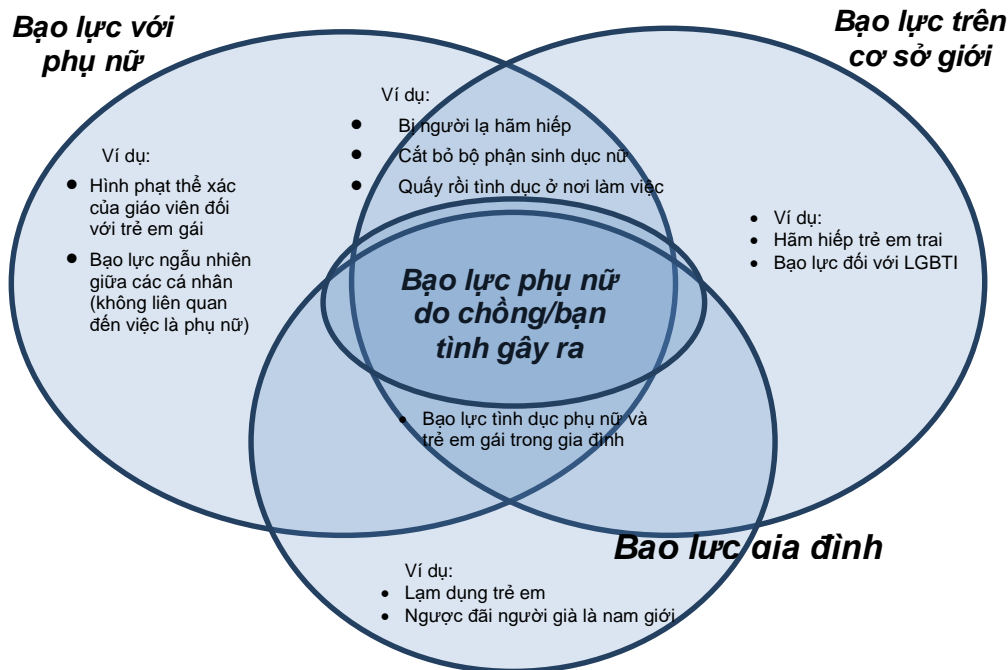 Bạo lực với
phụ nữ
Bạo lực trên
cơ sở giới
Ví dụ:
Bị người lạ hãm hiếp
Cắt bỏ bộ phận sinh dục nữ
Quấy rồi tình dục ở nơi làm việc
Ví dụ:
Hình phạt thể xác
của giáo viên đối
với trẻ em gái
Bạo lực ngẫu nhiên
giữa các cá nhân
(không liên quan
đến việc là phụ nữ)
Ví dụ:
Hãm hiếp trẻ em trai
Bạo lực đối với LGBTI
Bạo lực phụ nữ
do chồng/bạn
tình gây ra
Bạo lực tình dục phụ nữ và
trẻ em gái trong gia đình
Bạo lực gia đình
Ví dụ:
Lạm dụng trẻ em
Ngược đãi người già là nam giới